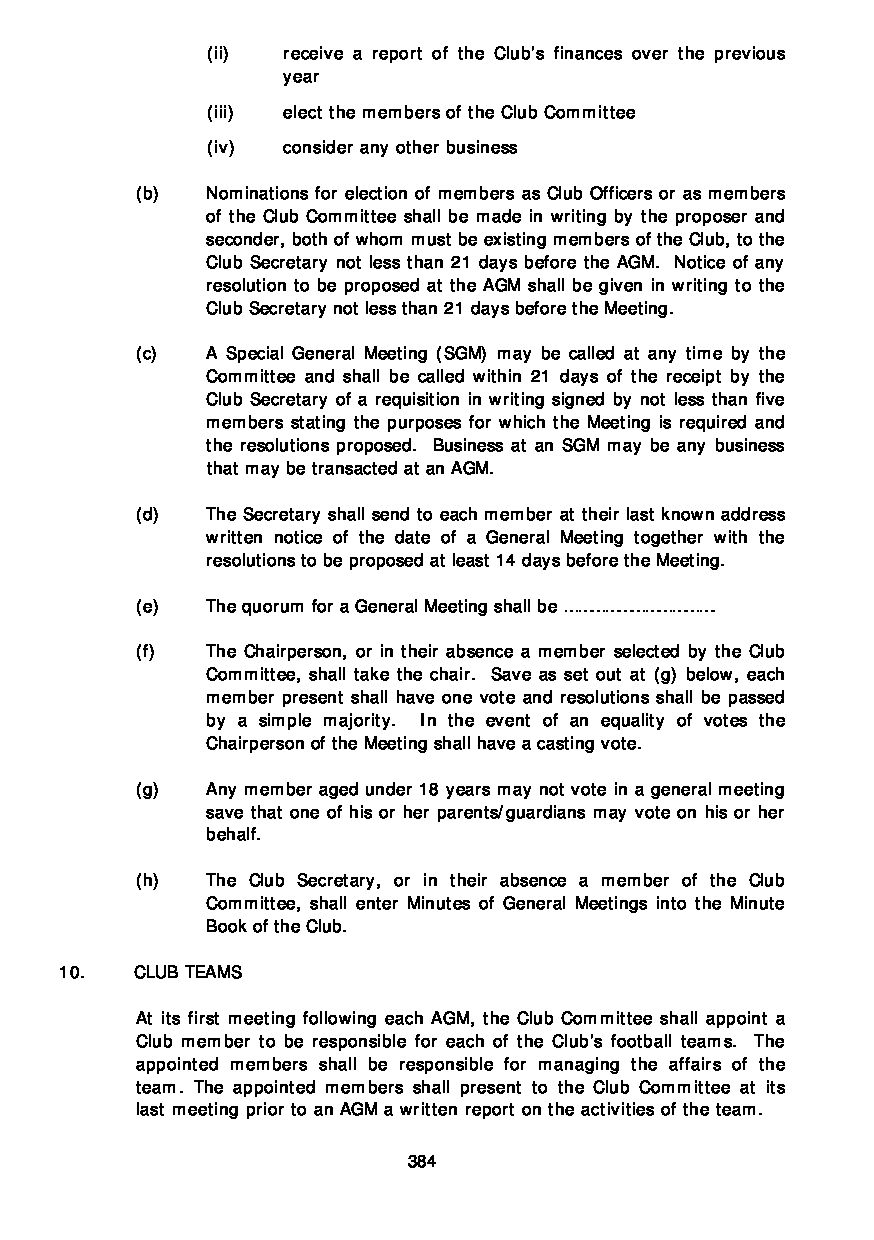 (ii) receive a report of the Club's finances over the previous
year
(iii) elect the members of the Club Committee
(iv) consider any other business
(b) Nominations for election of members as Club Officers or as members
of the Club Committee shall be made in writing by the proposer and
seconder, both of whom must be existing members of the Club, to the
Club Secretary not less than 21 days before the AGM. Notice of any
resolution to be proposed at the AGM shall be given in writing to the
Club Secretary not less than 21 days before the Meeting.
(c) A Special General Meeting (SGM) may be called at any time by the
Committee and shall be called within 21 days of the receipt by the
Club Secretary of a requisition in writing signed by not less than five
members stating the purposes for which the Meeting is required and
the resolutions proposed. Business at an SGM may be any business
that may be transacted at an AGM.
(d) The Secretary shall send to each member at their last known address
written notice of the date of a General Meeting together with the
resolutions to be proposed at least 14 days before the Meeting.
(e) The quorum for a General Meeting shall be .............................
(f) The Chairperson, or in their absence a member selected by the Club
Committee, shall take the chair. Save as set out at (g) below, each
member present shall have one vote and resolutions shall be passed
by a simple majority. In the event of an equality of votes the
Chairperson of the Meeting shall have a casting vote.
(g) Any member aged under 18 years may not vote in a general meeting
save that one of his or her parents/guardians may vote on his or her
behalf.
(h) The Club Secretary, or in their absence a member of the Club
Committee, shall enter Minutes of General Meetings into the Minute
Book of the Club.
10. CLUB TEAMS
At its first meeting following each AGM, the Club Committee shall appoint a
Club member to be responsible for each of the Club's football teams. The
appointed members shall be responsible for managing the affairs of the
team. The appointed members shall present to the Club Committee at its
last meeting prior to an AGM a written report on the activities of the team.
384